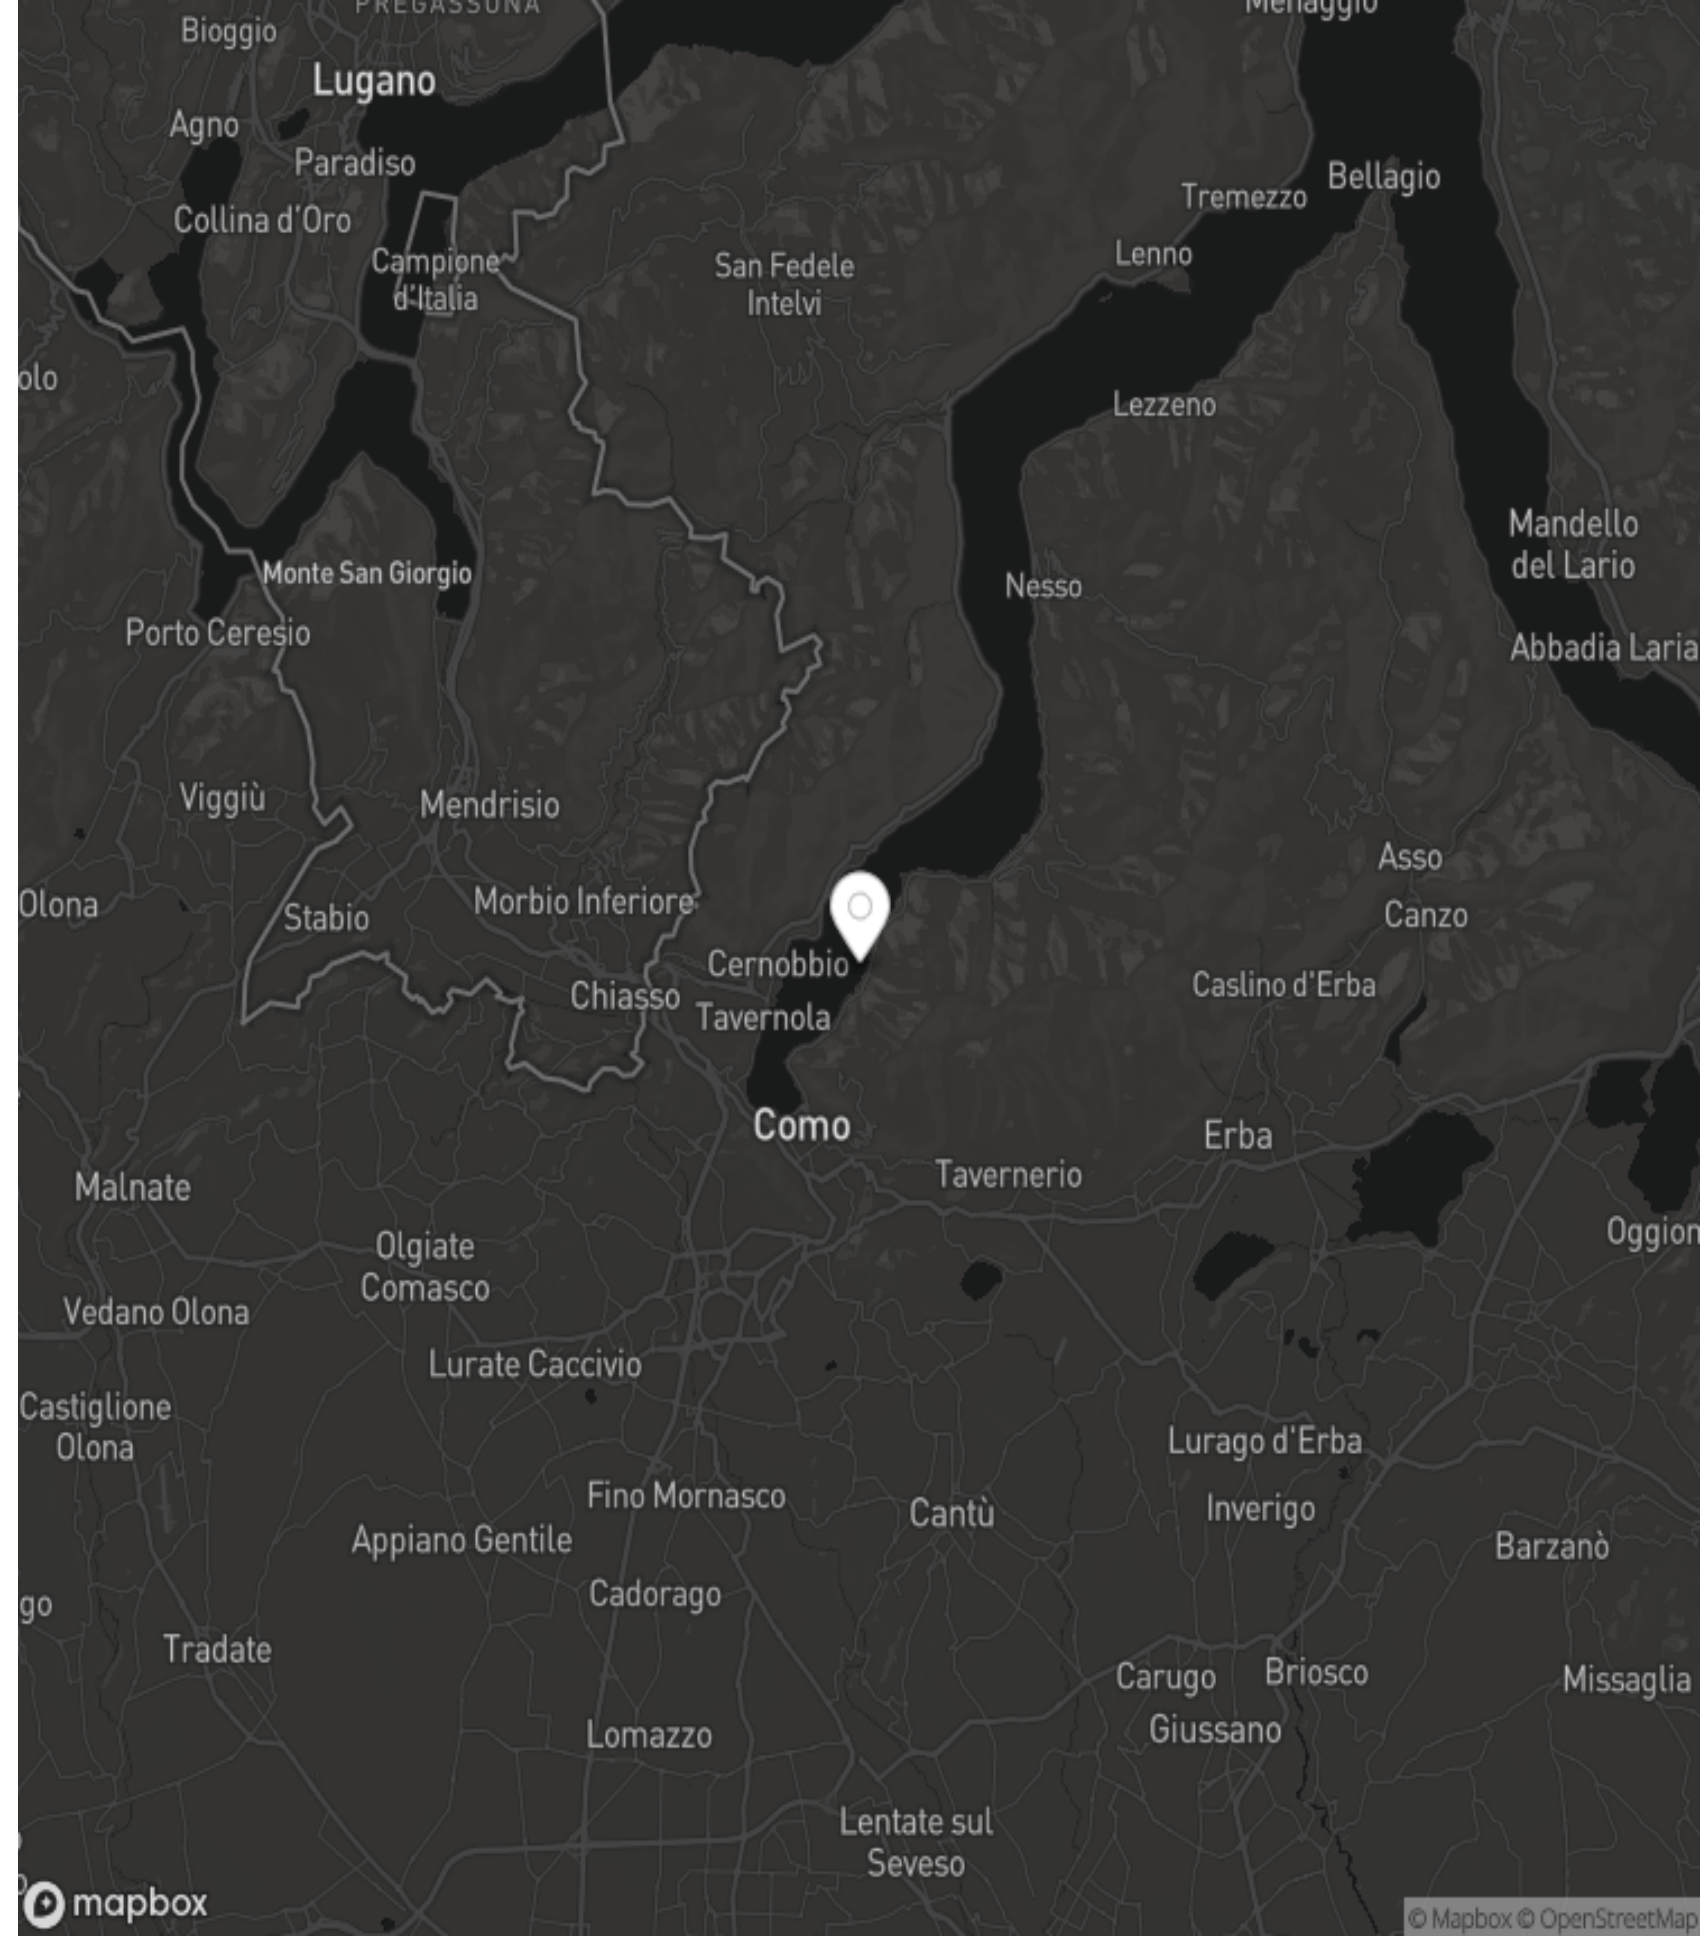 PREGASSONA
Menaggio
Bioggio
Lugano
Agno
Paradiso
Bellagio
Tremezzo
Collina d'Oro
Lenno
Campione
d'Italia
San Fedele
Intelvi
olo
Lezzeno
Mandello
del Lario
Monte San Giorgio
Nesso
Porto Ceresio
Abbadia Laria
Viggiù
Mendrisio
Asso
Olona
Stabio
Morbio Inferiore
Canzo
Cernobbio
Caslino d'Erba
Chiasso
Tavernola
Como
Erba
Tavernerio
Malnate
Oggion
Olgiate
Comasco
Vedano Olona
Lurate Caccivio
Castiglione
Olona
Lurago d'Erba
Fino Mornasco
Cantù
Inverigo
Appiano Gentile
Barzanò
Cadorago
go
Tradate
Carugo
Briosco
Missaglia
Lomazzo
Giussano
Lentate sul
Seveso
mapbox
© Mapbox © OpenStreetMap